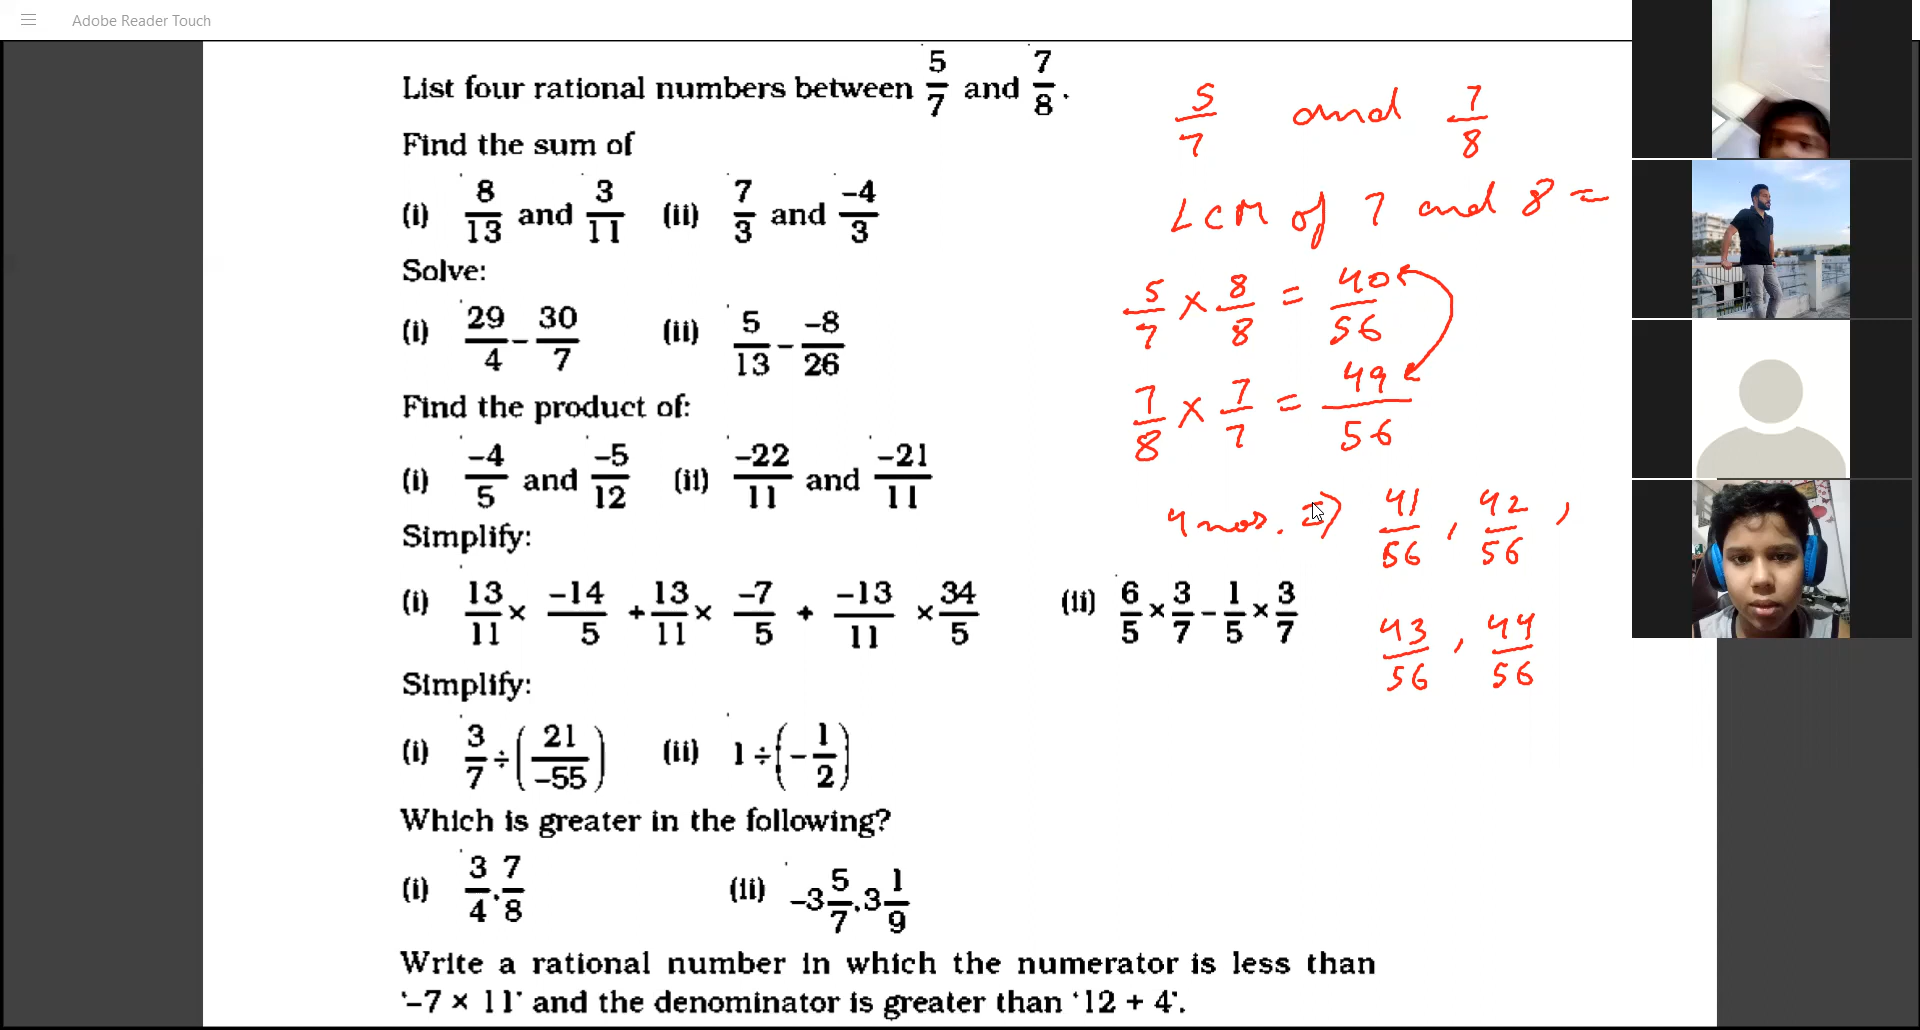 Adobe Reader Touch
List four rational numbers between 5/7 and 7/8.
Find the sum of
(i) 8/13 and 3/11 (ii) 7/3 and -4/3
Solve:
(i) 29/4 - 30/7 (ii) 5/13 - -8/26
Find the product of:
(i) -4/5 and -5/12 (ii) -22/11 and -21/11
Simplify:
(i) 13/11 × -14/5 + 13/11 × -7/5 + -13/11 × 34/5 (ii) 6/5 × 3/7 - 1/5 × 3/7
Simplify:
(i) 3/7 ÷ (21/-55) (ii) 1 ÷ (-1/2)
Which is greater in the following?
(i) 3/4, 7/8 (ii) -3 5/7, 3 1/9
Write a rational number in which the numerator is less than
'-7 × 11' and the denominator is greater than '12 + 4'.
5/7 and 7/8
LCM of 7 and 8 =
5/7 × 8/8 = 40/56
7/8 × 7/7 = 49/56
4 nos. ⇒ 41/56, 42/56,
43/56, 44/56